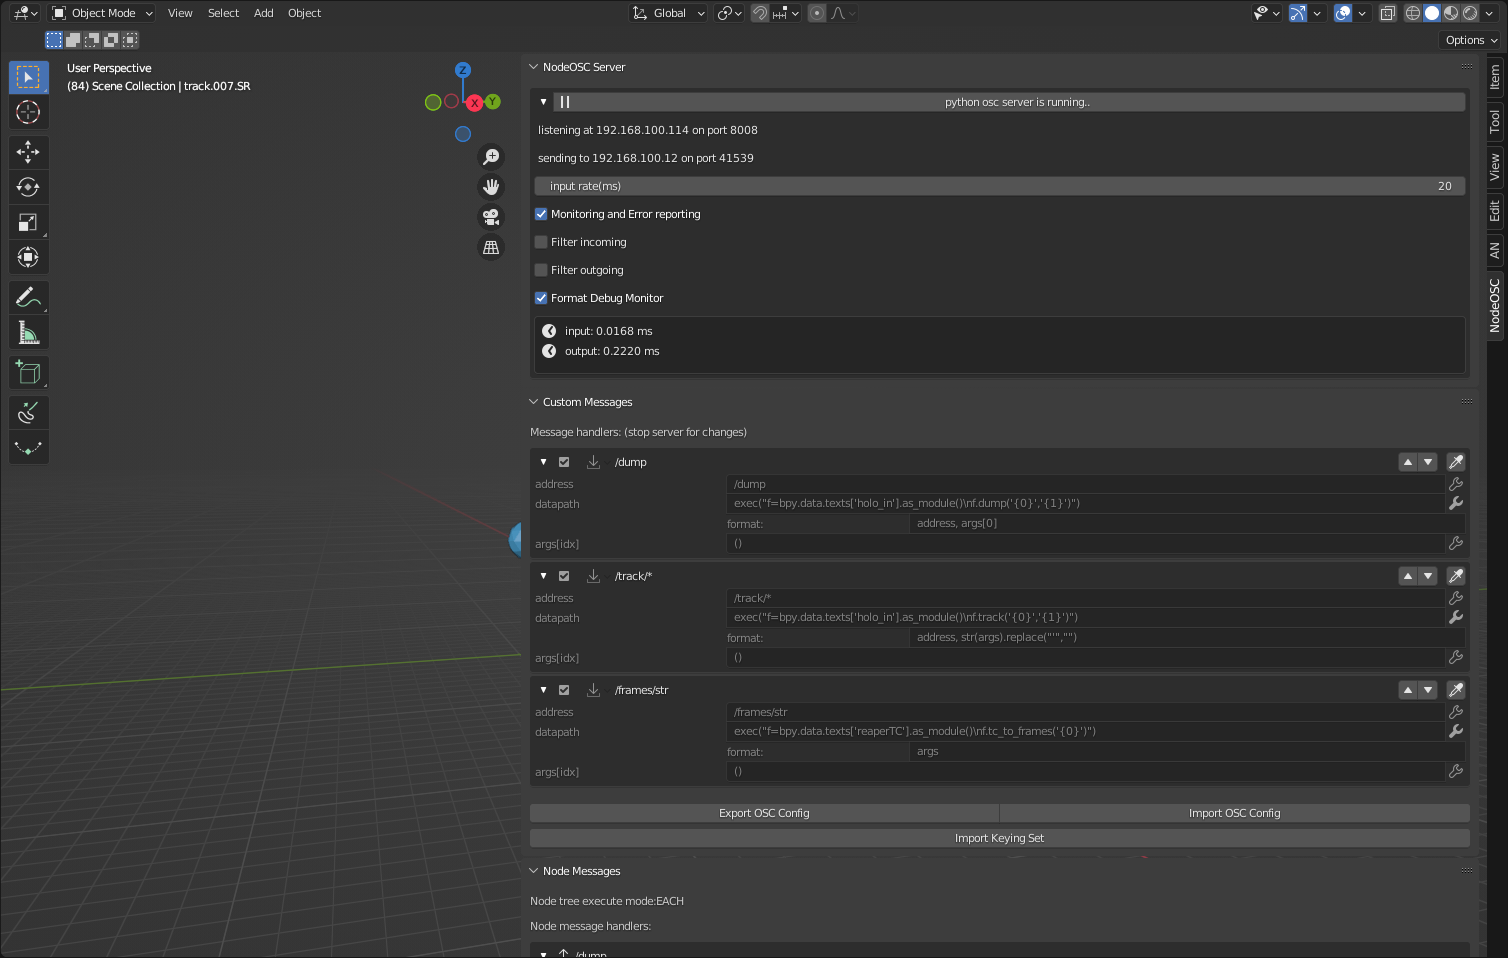 Object Mode
View
Select
Add
Object
Global
Options
User Perspective
(84) Scene Collection | track.007.SR
Z
X
Y
NodeOSC Server
python osc server is running..
listening at 192.168.100.114 on port 8008
sending to 192.168.100.12 on port 41539
input rate(ms)
20
Monitoring and Error reporting
Filter incoming
Filter outgoing
Format Debug Monitor
input: 0.0168 ms
output: 0.2220 ms
Custom Messages
Message handlers: (stop server for changes)
/dump
address
/dump
datapath
exec("f=bpy.data.texts['holo_in'].as_module()\nf.dump('{0}','{1}')")
format:
address, args[0]
args[idx]
()
/track/*
address
/track/*
datapath
exec("f=bpy.data.texts['holo_in'].as_module()\nf.track('{0}','{1}')")
format:
address, str(args).replace("'","")
args[idx]
()
/frames/str
address
/frames/str
datapath
exec("f=bpy.data.texts['reaperTC'].as_module()\nf.tc_to_frames('{0}')")
format:
args
args[idx]
()
Export OSC Config
Import OSC Config
Import Keying Set
Node Messages
Node tree execute mode:EACH
Node message handlers:
/dump
Item
Tool
View
Edit
AN
NodeOSC